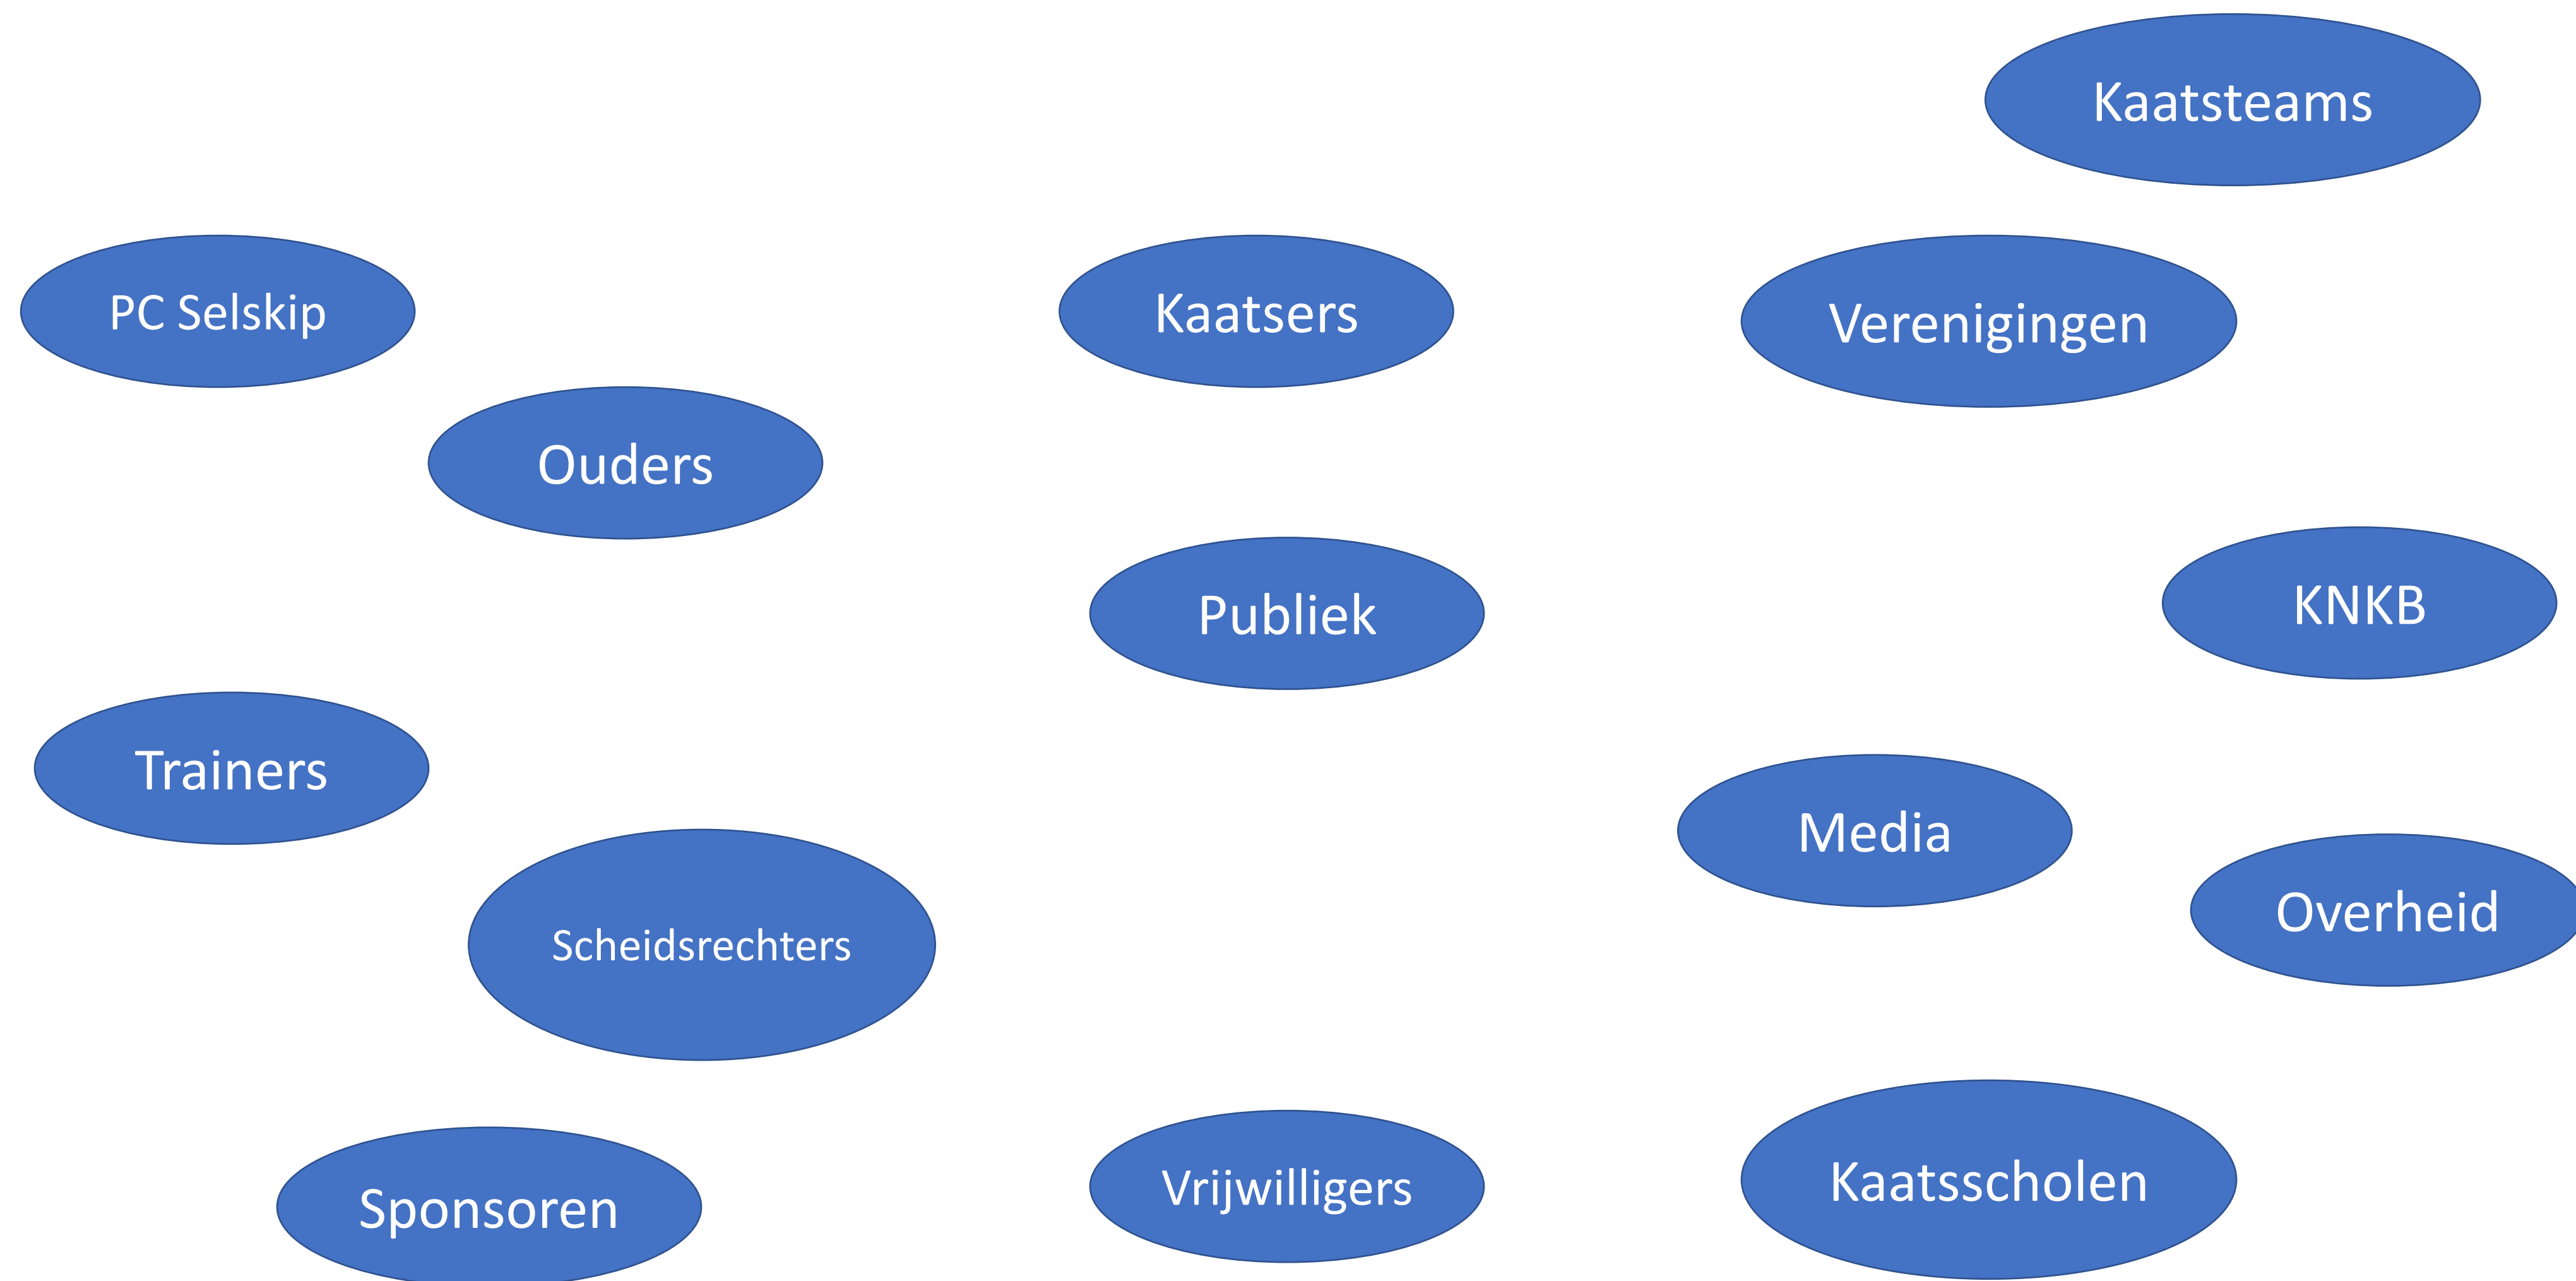 Kaatsteams
PC Selskip
Kaatsers
Verenigingen
Ouders
Publiek
KNKB
Trainers
Media
Overheid
Scheidsrechters
Sponsoren
Vrijwilligers
Kaatsscholen